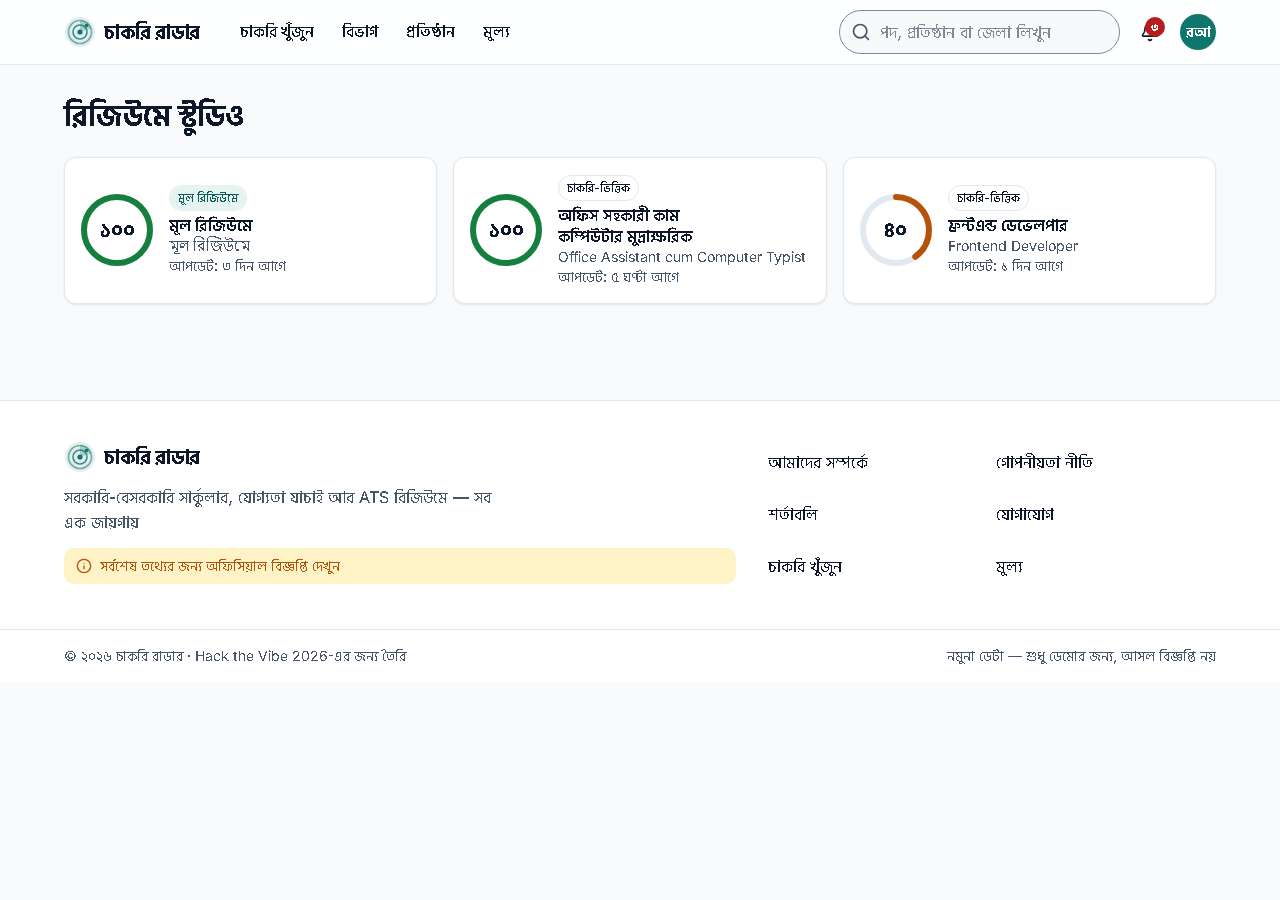 চাকরি রাডার
চাকরি খুঁজুন
বিভাগ
প্রতিষ্ঠান
মূল্য
পদ, প্রতিষ্ঠান বা জেলা লিখুন
৩
রআ
রিজিউমে স্টুডিও
১০০
মূল রিজিউমে
মূল রিজিউমে
মূল রিজিউমে
আপডেট: ৩ দিন আগে
১০০
চাকরি-ভিত্তিক
অফিস সহকারী কাম
কম্পিউটার মুদ্রাক্ষরিক
Office Assistant cum Computer Typist
আপডেট: ৫ ঘণ্টা আগে
৪০
চাকরি-ভিত্তিক
ফ্রন্টএন্ড ডেভেলপার
Frontend Developer
আপডেট: ১ দিন আগে
চাকরি রাডার
সরকারি-বেসরকারি সার্কুলার, যোগ্যতা যাচাই আর ATS রিজিউমে — সব
এক জায়গায়
সর্বশেষ তথ্যের জন্য অফিসিয়াল বিজ্ঞপ্তি দেখুন
আমাদের সম্পর্কে
গোপনীয়তা নীতি
শর্তাবলি
যোগাযোগ
চাকরি খুঁজুন
মূল্য
© ২০২৬ চাকরি রাডার · Hack the Vibe 2026-এর জন্য তৈরি
নমুনা ডেটা — শুধু ডেমোর জন্য, আসল বিজ্ঞপ্তি নয়